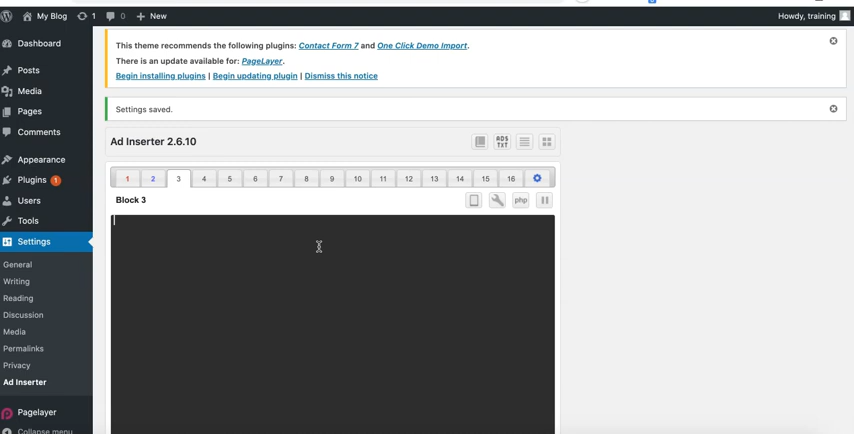 My Blog 1 0 + New Howdy, training
Dashboard
Posts
Media
Pages
Comments
Appearance
Plugins 1
Users
Tools
Settings
General
Writing
Reading
Discussion
Media
Permalinks
Privacy
Ad Inserter
Pagelayer
Collapse menu
This theme recommends the following plugins: Contact Form 7 and One Click Demo Import.
There is an update available for: PageLayer.
Begin installing plugins | Begin updating plugin | Dismiss this notice
Settings saved.
Ad Inserter 2.6.10
ADS
TXT
1 2 3 4 5 6 7 8 9 10 11 12 13 14 15 16
Block 3 php